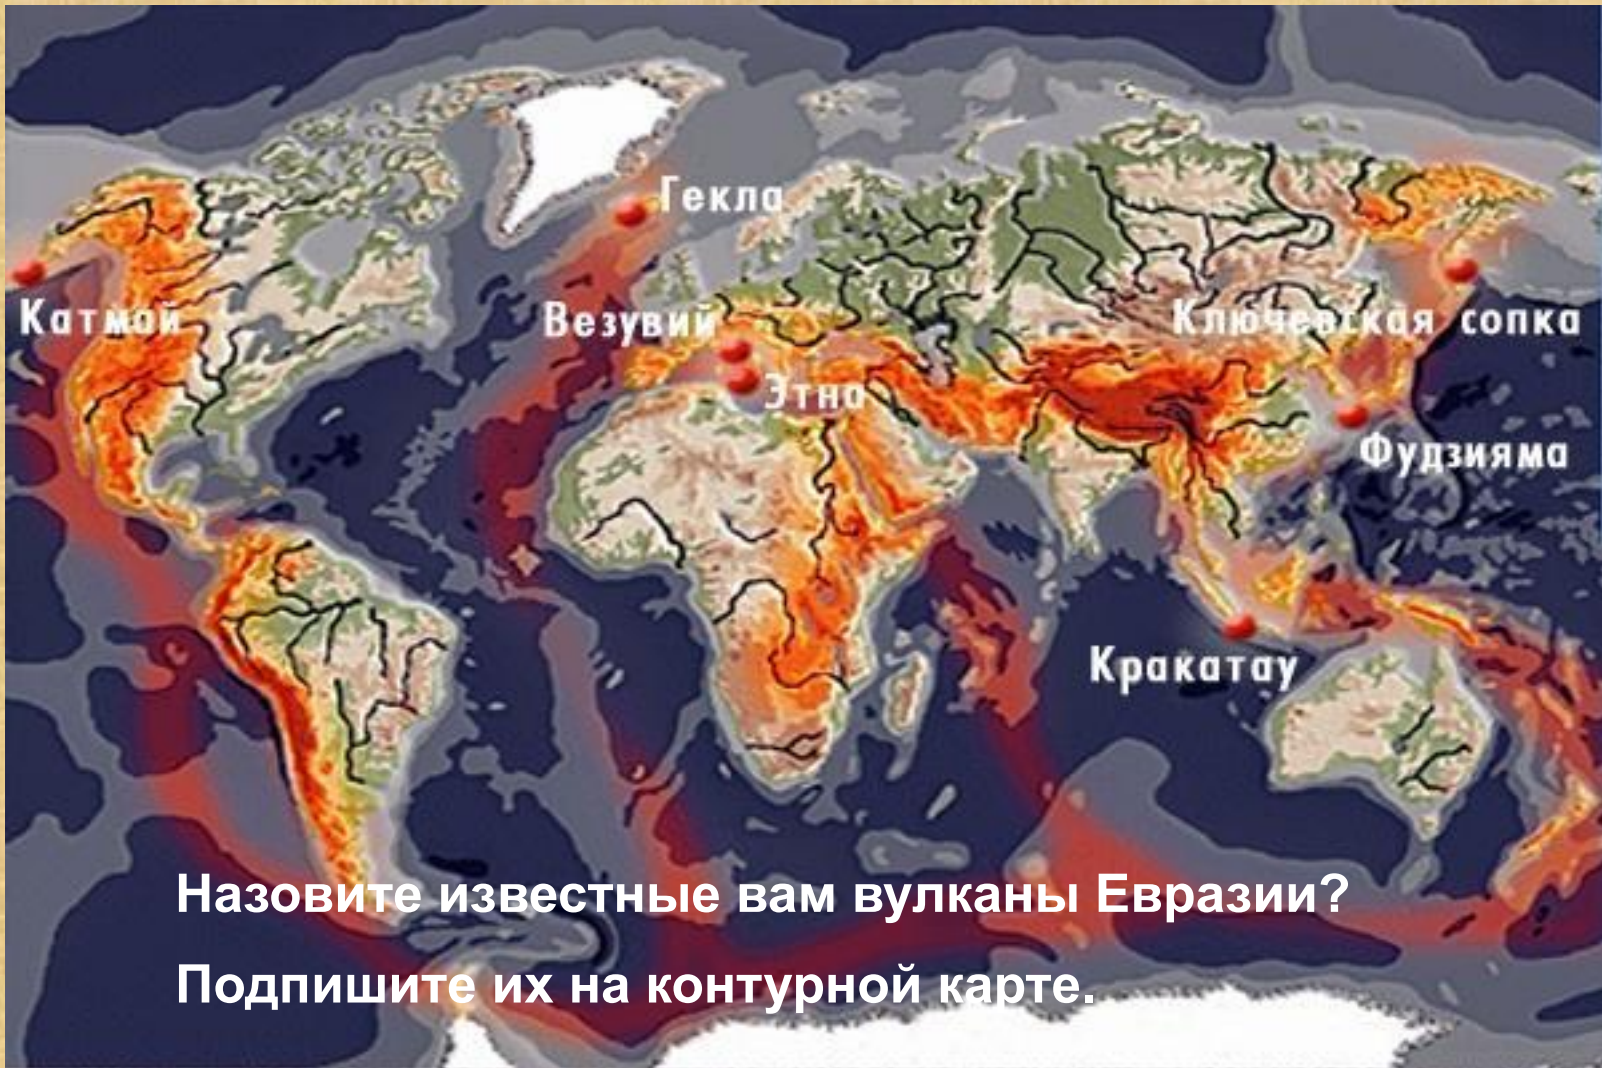 Гекла
Катмай
Везувий
Ключевская сопка
Этна
Фудзияма
Кракатау
Назовите известные вам вулканы Евразии?
Подпишите их на контурной карте.